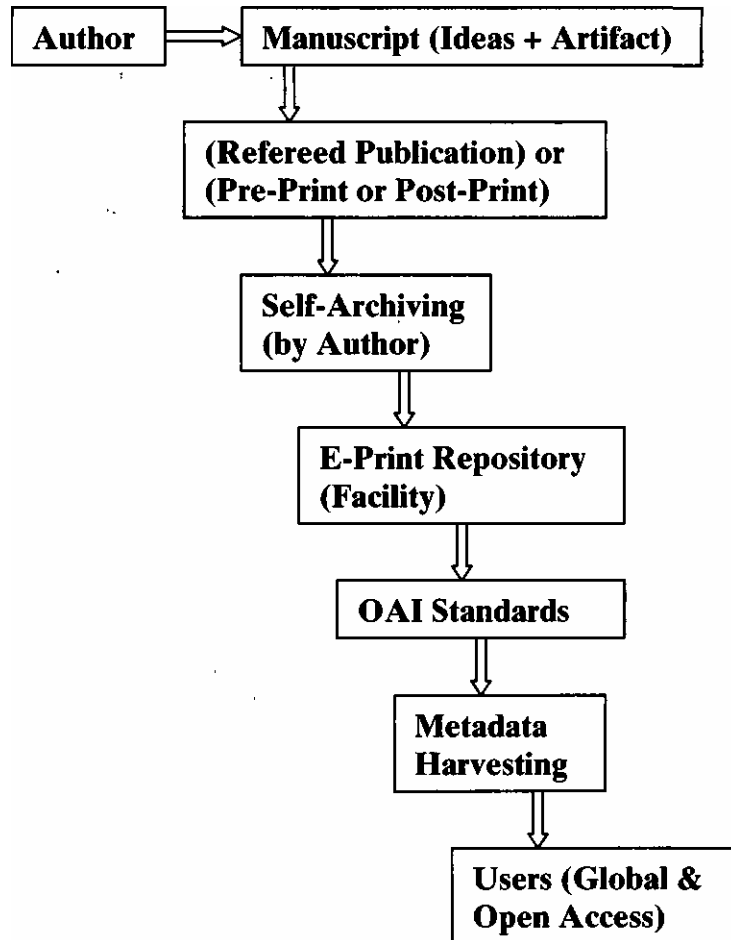 Author
Manuscript (Ideas + Artifact)
(Refereed Publication) or
(Pre-Print or Post-Print)
Self-Archiving
(by Author)
E-Print Repository
(Facility)
OAI Standards
Metadata
Harvesting
Users (Global &
Open Access)